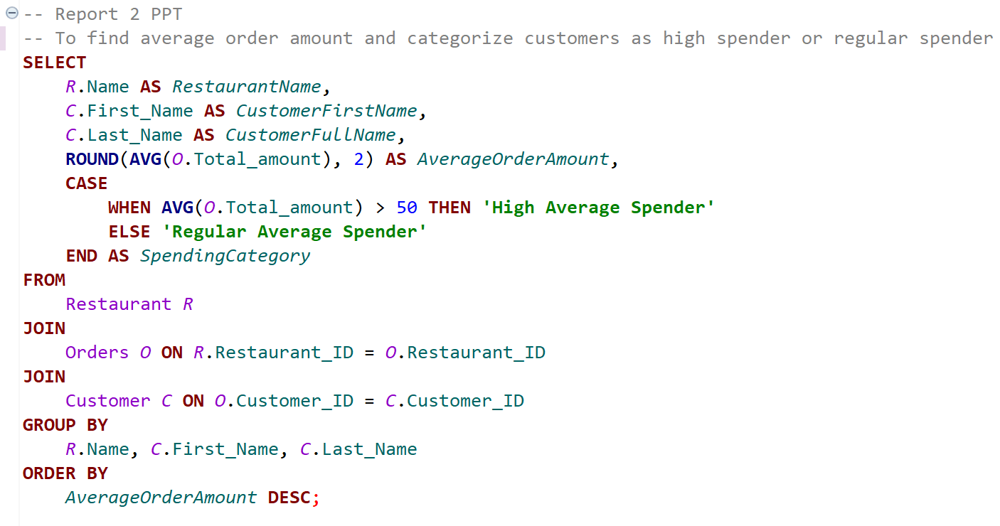 -- Report 2 PPT
-- To find average order amount and categorize customers as high spender or regular spender
SELECT
    R.Name AS RestaurantName,
    C.First_Name AS CustomerFirstName,
    C.Last_Name AS CustomerFullName,
    ROUND(AVG(O.Total_amount), 2) AS AverageOrderAmount,
    CASE
        WHEN AVG(O.Total_amount) > 50 THEN 'High Average Spender'
        ELSE 'Regular Average Spender'
    END AS SpendingCategory
FROM
    Restaurant R
JOIN
    Orders O ON R.Restaurant_ID = O.Restaurant_ID
JOIN
    Customer C ON O.Customer_ID = C.Customer_ID
GROUP BY
    R.Name, C.First_Name, C.Last_Name
ORDER BY
    AverageOrderAmount DESC;